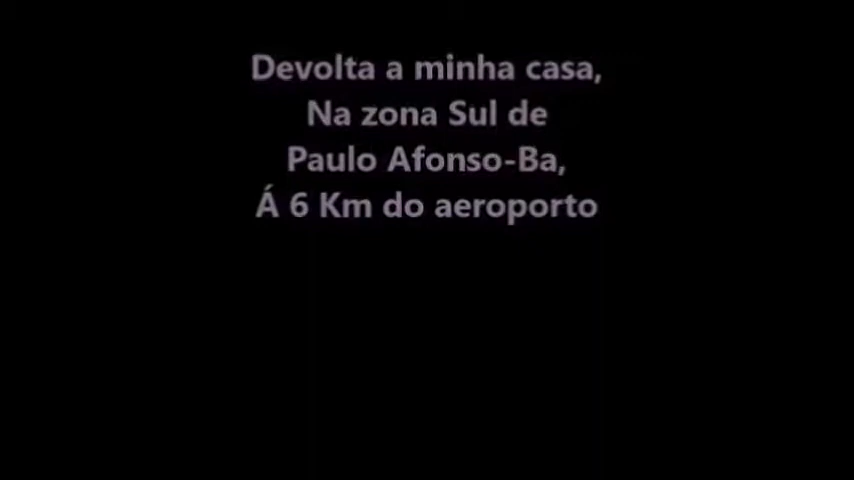 Devolta a minha casa,
Na zona Sul de
Paulo Afonso-Ba,
Á 6 Km do aeroporto